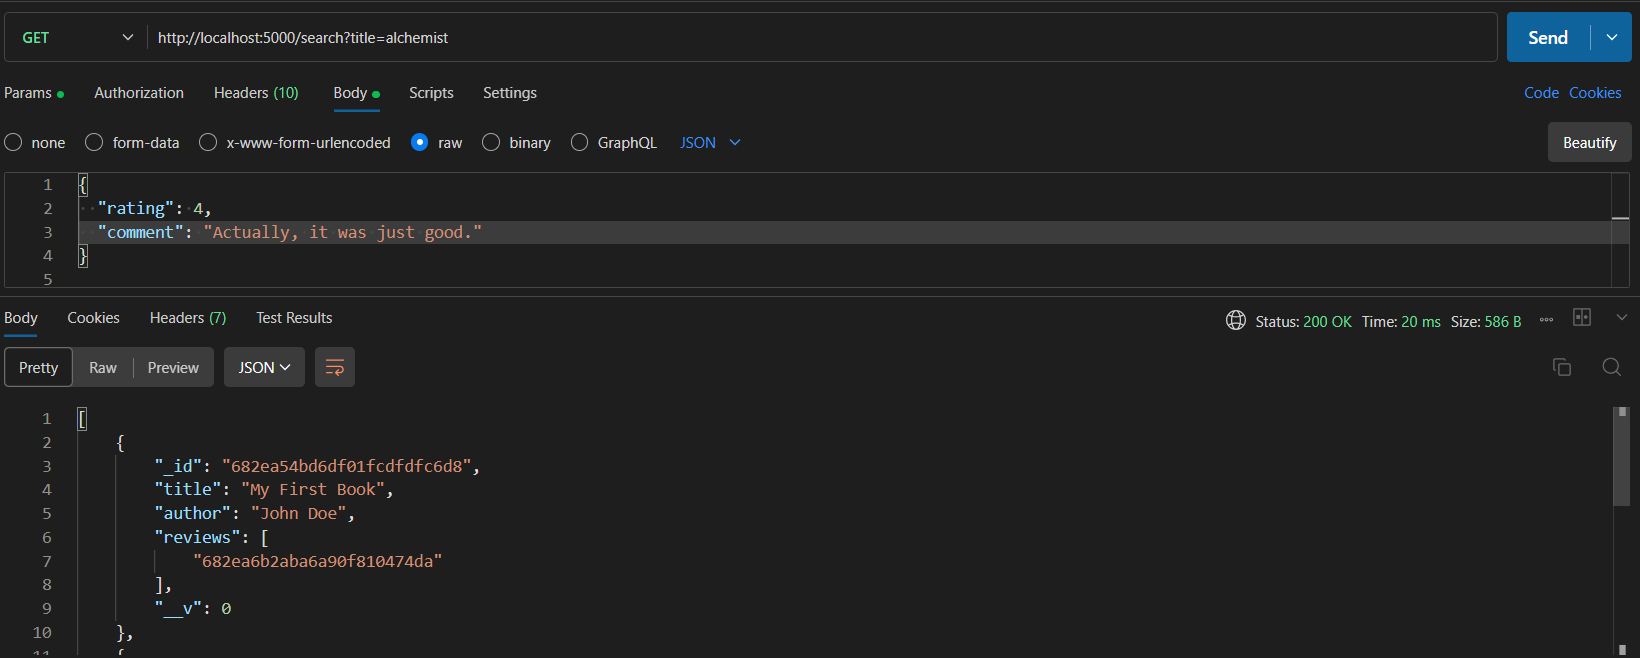 GET http://localhost:5000/search?title=alchemist Send
Params Authorization Headers (10) Body Scripts Settings Code Cookies
none form-data x-www-form-urlencoded raw binary GraphQL JSON Beautify
1 {
2 "rating": 4,
3 "comment": "Actually, it was just good."
4 }
5
Body Cookies Headers (7) Test Results Status: 200 OK Time: 20 ms Size: 586 B
Pretty Raw Preview JSON
1 [
2 {
3 "_id": "682ea54bd6df01fcdfdfc6d8",
4 "title": "My First Book",
5 "author": "John Doe",
6 "reviews": [
7 "682ea6b2aba6a90f810474da"
8 ],
9 "__v": 0
10 },
11 {